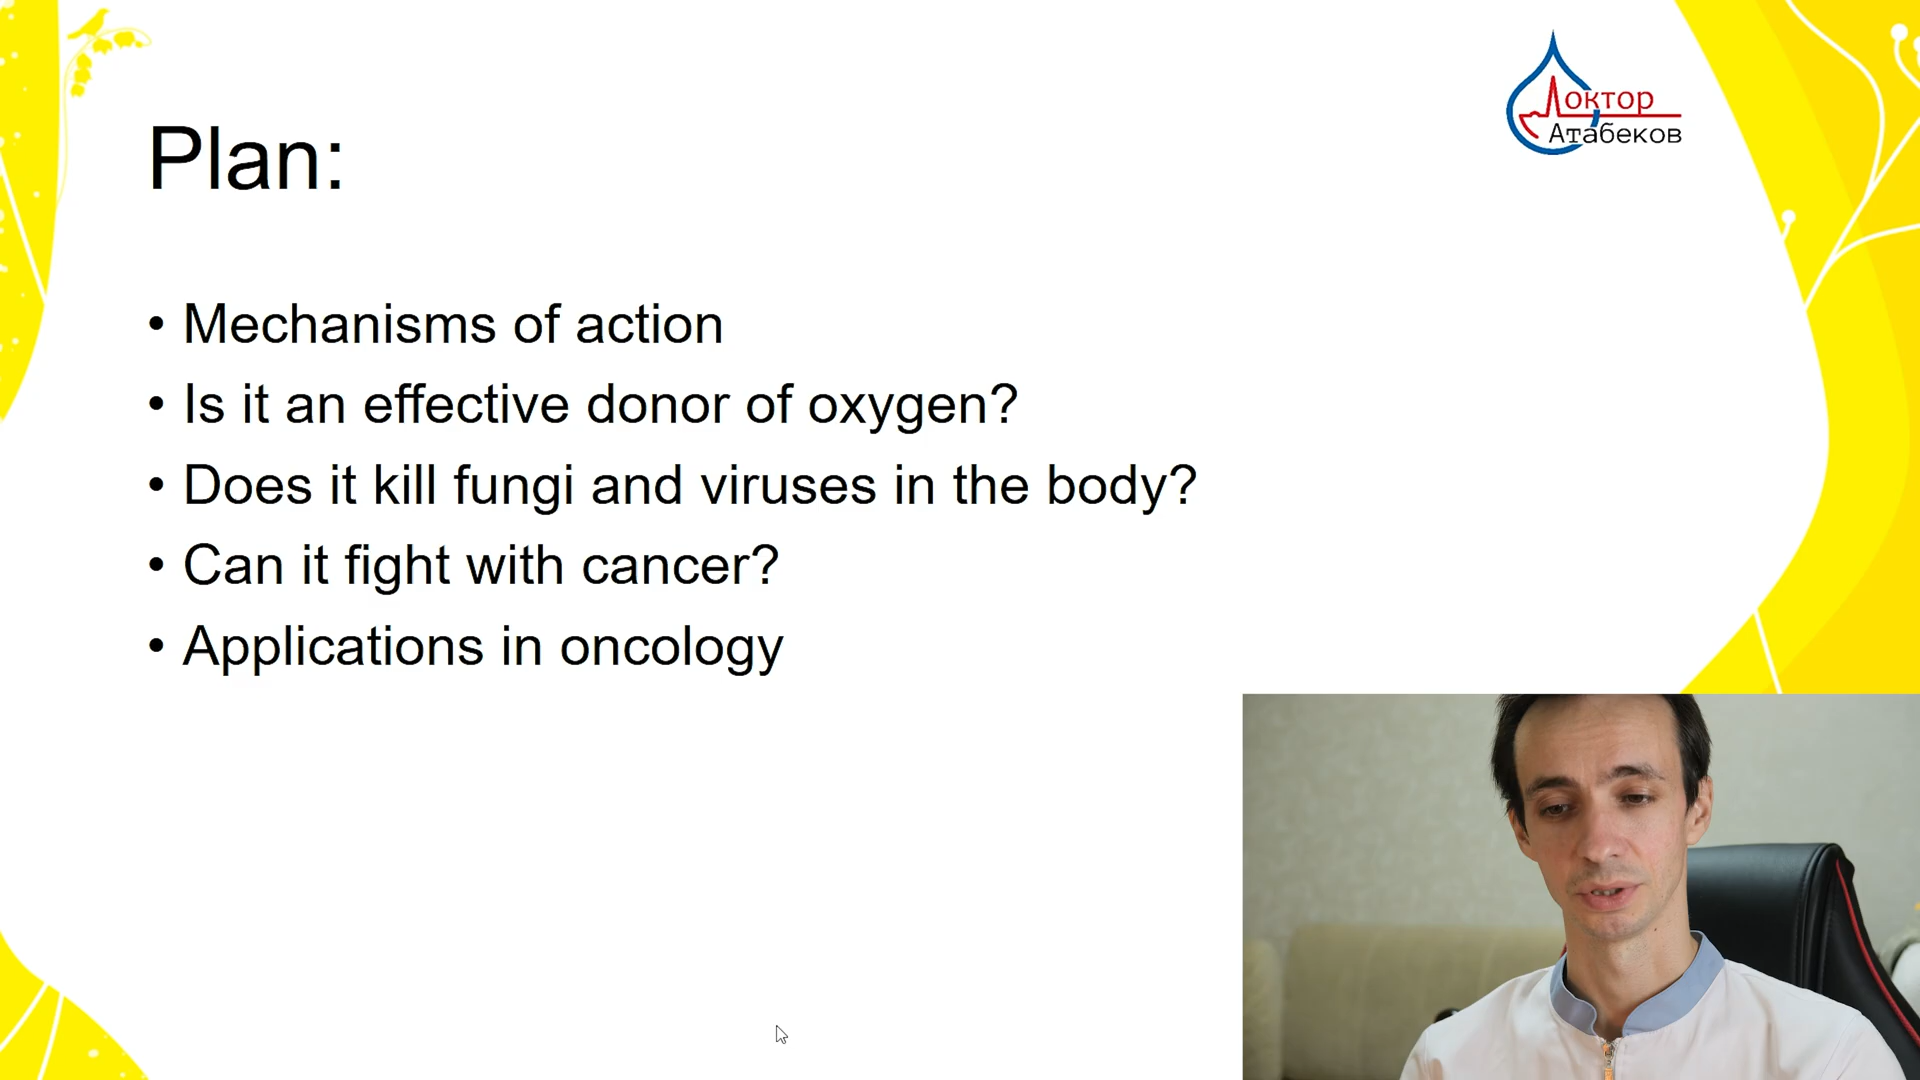 Доктор
Атабеков
Plan:
• Mechanisms of action
• Is it an effective donor of oxygen?
• Does it kill fungi and viruses in the body?
• Can it fight with cancer?
• Applications in oncology